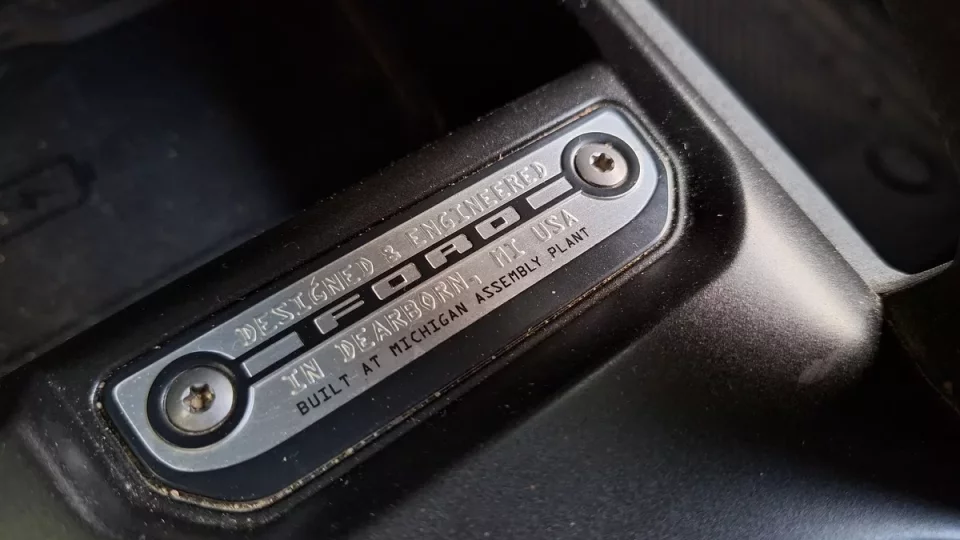 DESIGNED & ENGINEERED
FORD
IN DEARBORN, MI USA
BUILT AT MICHIGAN ASSEMBLY PLANT